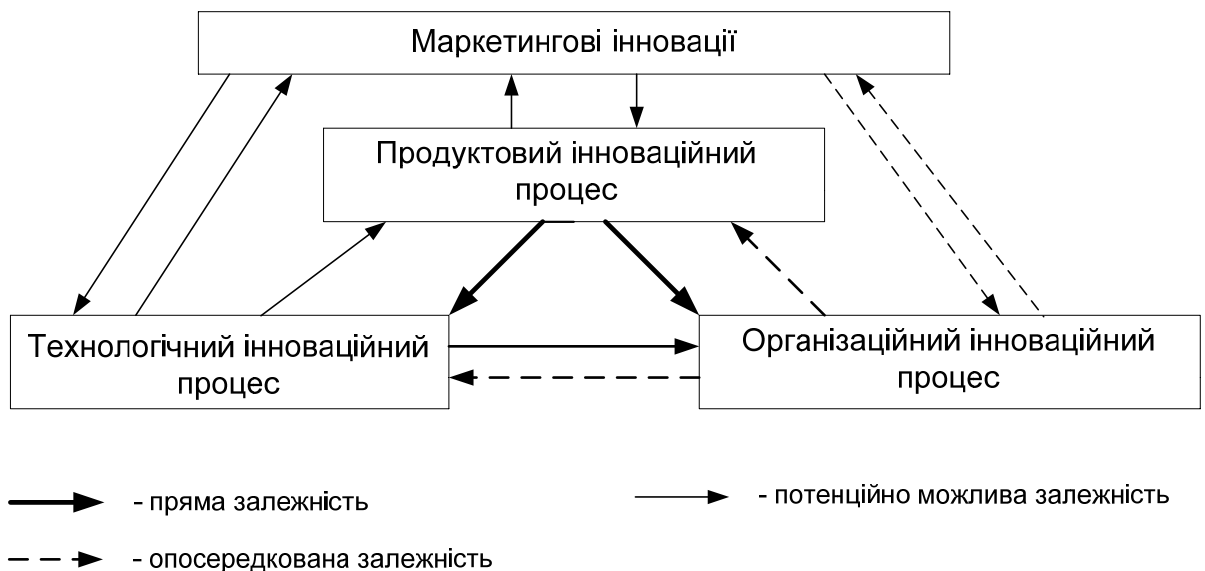 Маркетингові інновації
Продуктовий інноваційний
процес
Технологічний інноваційний
процес
Організаційний інноваційний
процес
- пряма залежність
- потенційно можлива залежність
- опосередкована залежність